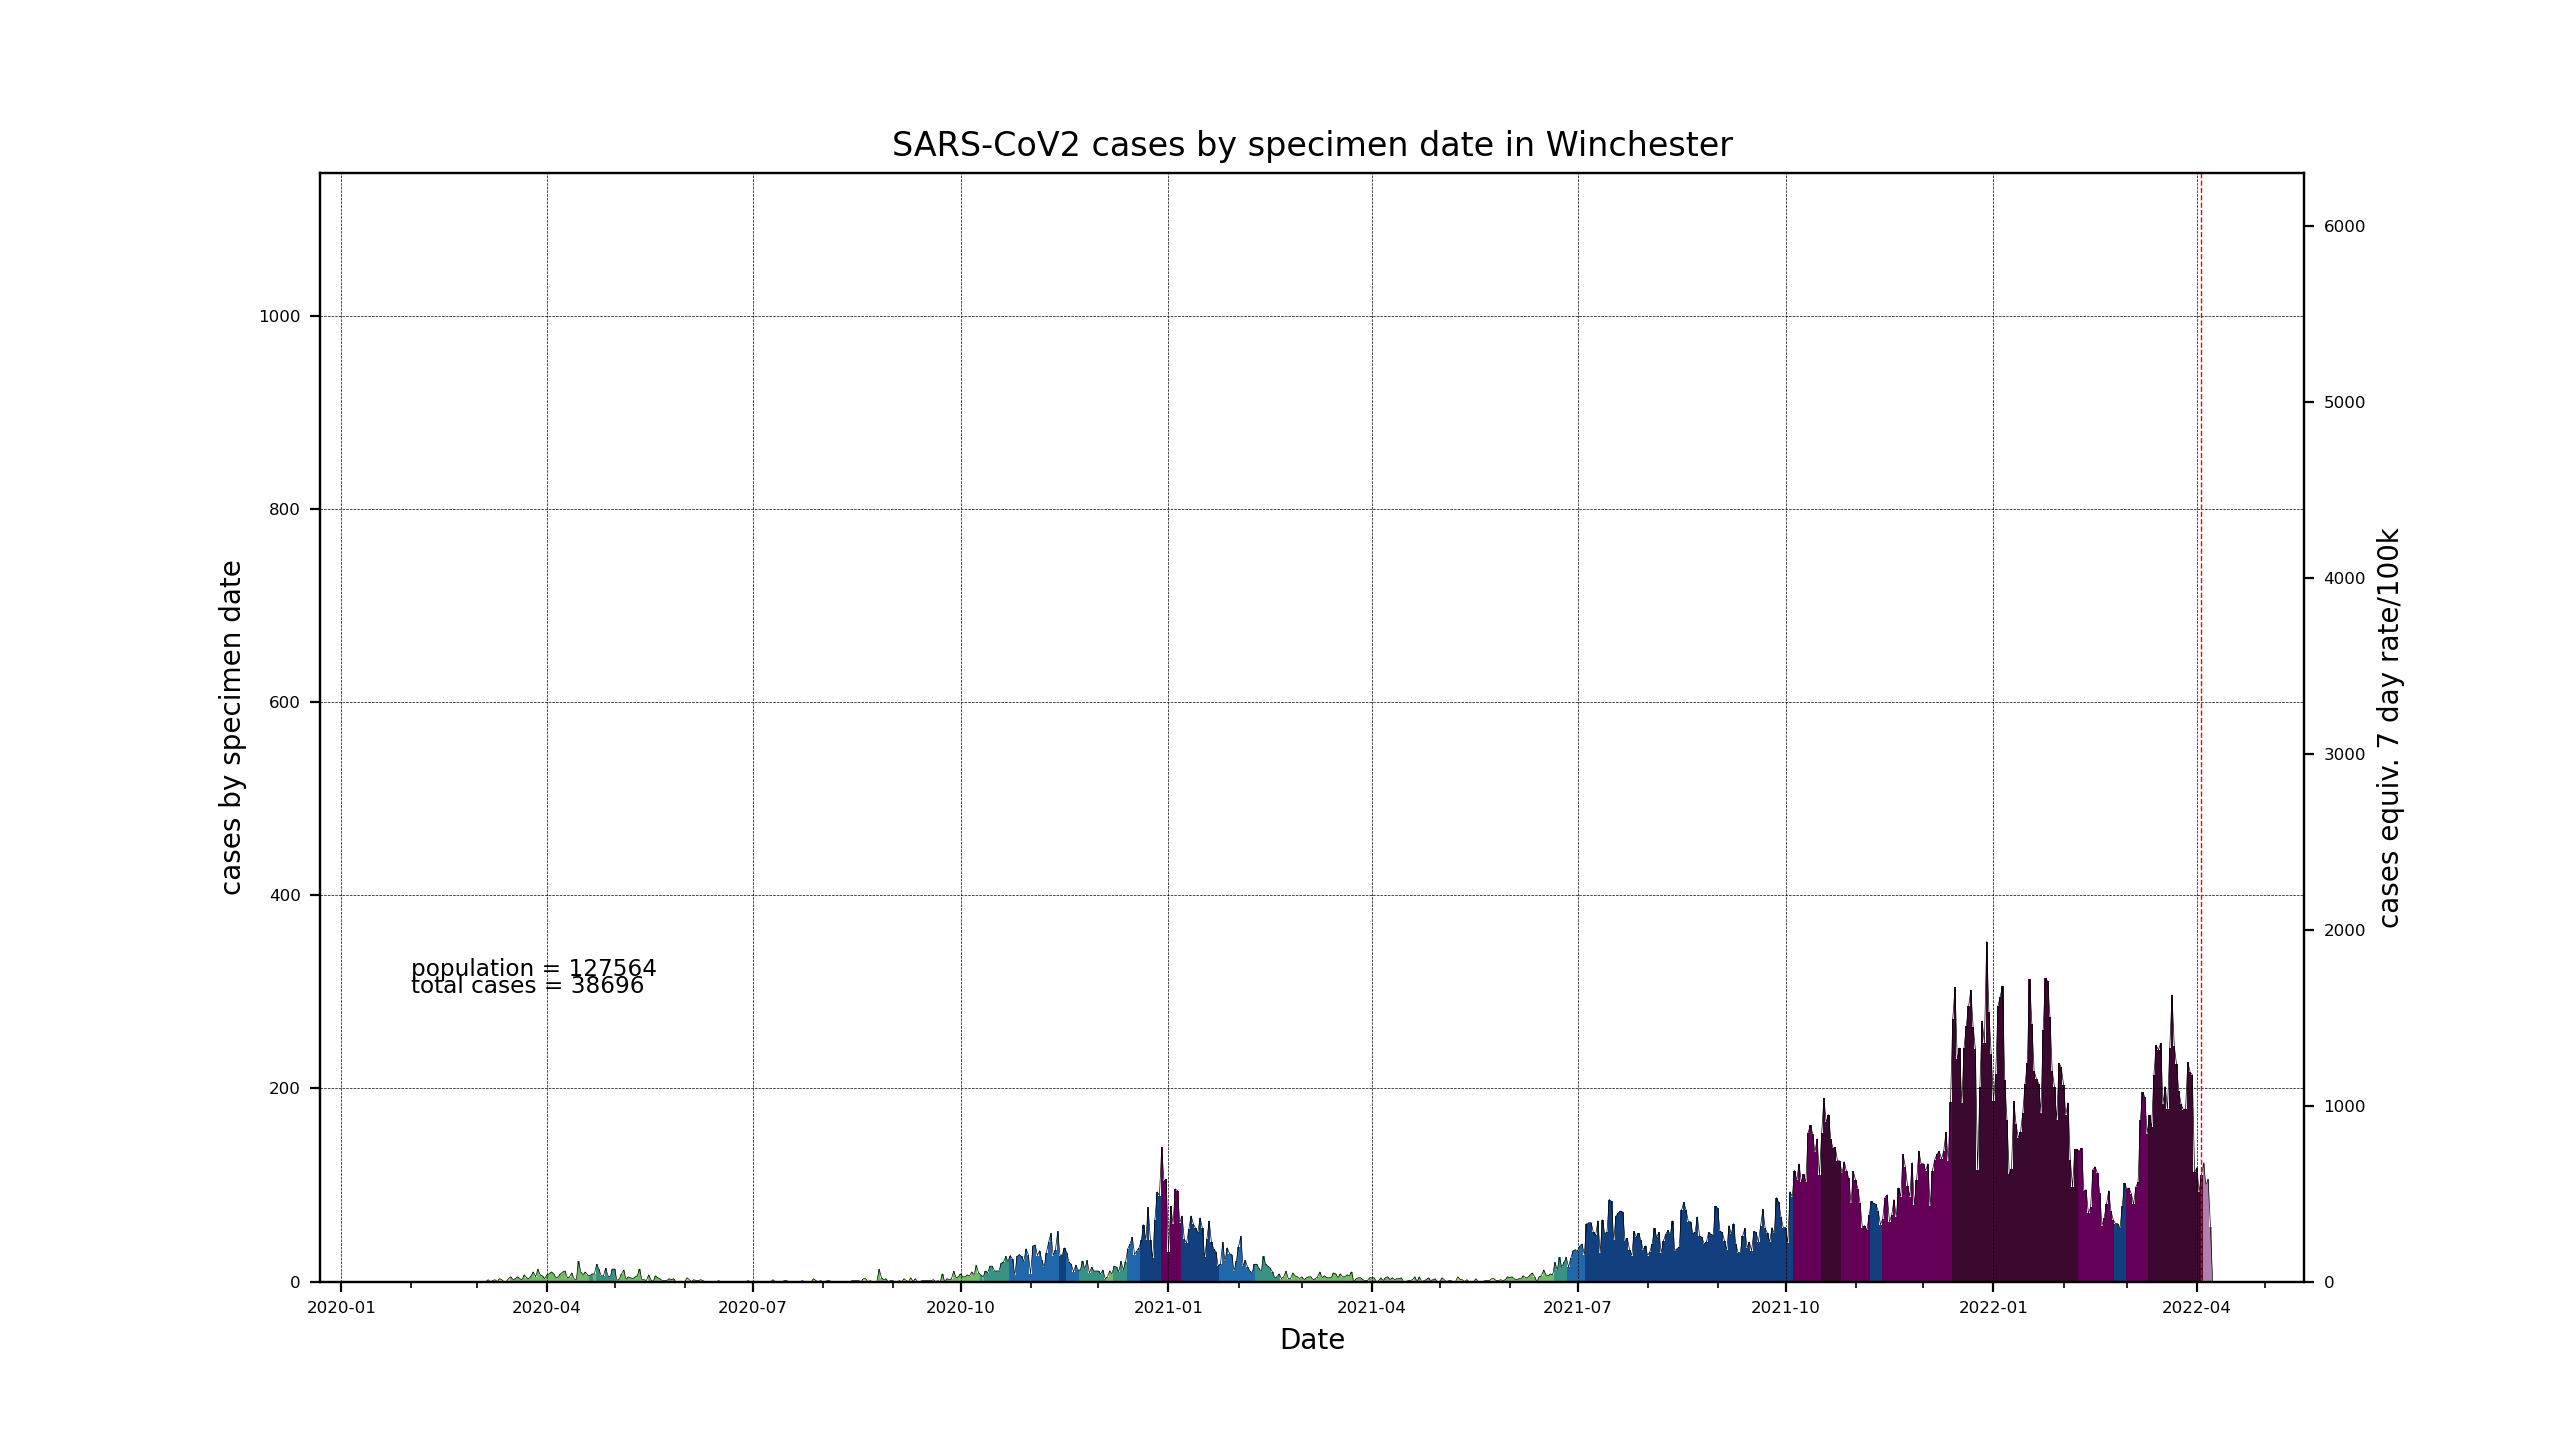 SARS-CoV2 cases by specimen date in Winchester
cases by specimen date
1000
800
600
400
200
0
population = 127564
total cases = 38696
6000
5000
4000
3000
2000
1000
0
cases equiv. 7 day rate/100k
2020-01 2020-04 2020-07 2020-10 2021-01 2021-04 2021-07 2021-10 2022-01 2022-04
Date